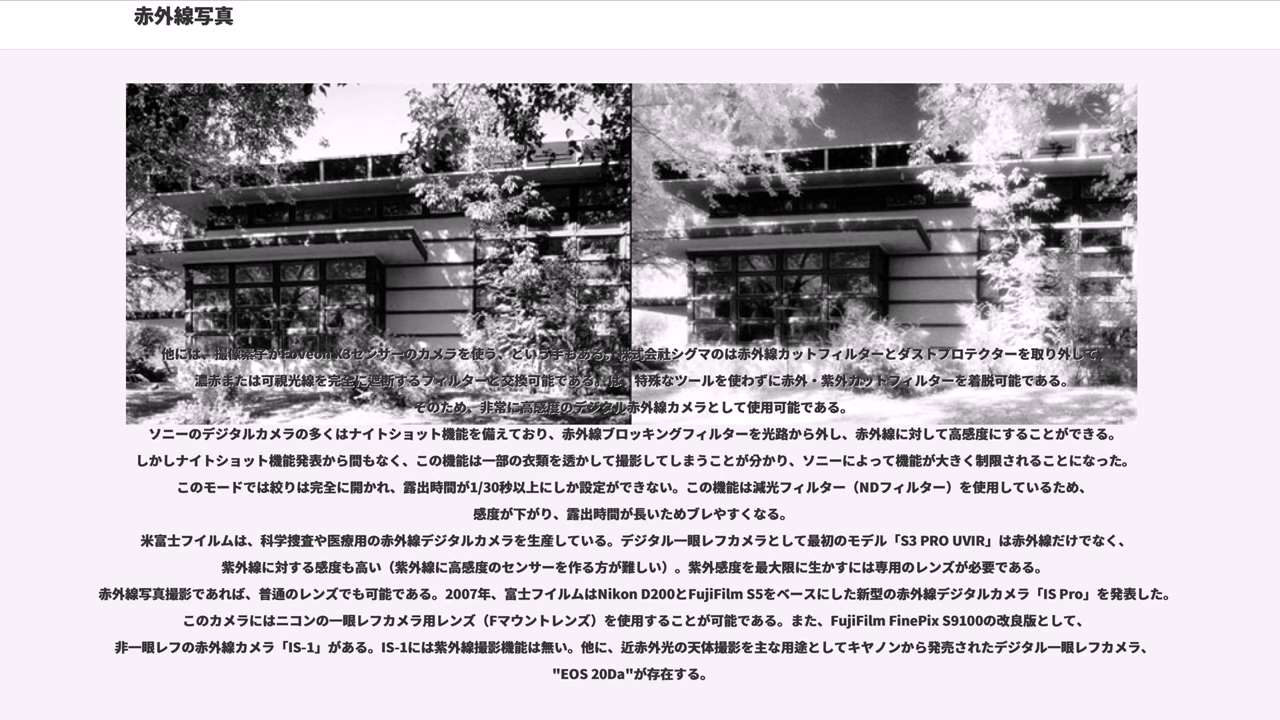 赤外線写真
他には、撮像素子がFoveon X3センサーのカメラを使う、という手もある。株式会社シグマのは赤外線カットフィルターとダストプロテクターを取り外して、
濃赤または可視光線を完全に遮断するフィルターと交換可能である。は、特殊なツールを使わずに赤外・紫外カットフィルターを着脱可能である。
そのため、非常に高感度のデジタル赤外線カメラとして使用可能である。
ソニーのデジタルカメラの多くはナイトショット機能を備えており、赤外線ブロッキングフィルターを光路から外し、赤外線に対して高感度にすることができる。
しかしナイトショット機能発表から間もなく、この機能は一部の衣類を透かして撮影してしまうことが分かり、ソニーによって機能が大きく制限されることになった。
このモードでは絞りは完全に開かれ、露出時間が1/30秒以上にしか設定ができない。この機能は減光フィルター（NDフィルター）を使用しているため、
感度が下がり、露出時間が長いためブレやすくなる。
米富士フイルムは、科学捜査や医療用の赤外線デジタルカメラを生産している。デジタル一眼レフカメラとして最初のモデル「S3 PRO UVIR」は赤外線だけでなく、
紫外線に対する感度も高い（紫外線に高感度のセンサーを作る方が難しい）。紫外感度を最大限に生かすには専用のレンズが必要である。
赤外線写真撮影であれば、普通のレンズでも可能である。2007年、富士フイルムはNikon D200とFujiFilm S5をベースにした新型の赤外線デジタルカメラ「IS Pro」を発表した。
このカメラにはニコンの一眼レフカメラ用レンズ（Fマウントレンズ）を使用することが可能である。また、FujiFilm FinePix S9100の改良版として、
非一眼レフの赤外線カメラ「IS-1」がある。IS-1には紫外線撮影機能は無い。他に、近赤外光の天体撮影を主な用途としてキヤノンから発売されたデジタル一眼レフカメラ、
"EOS 20Da"が存在する。